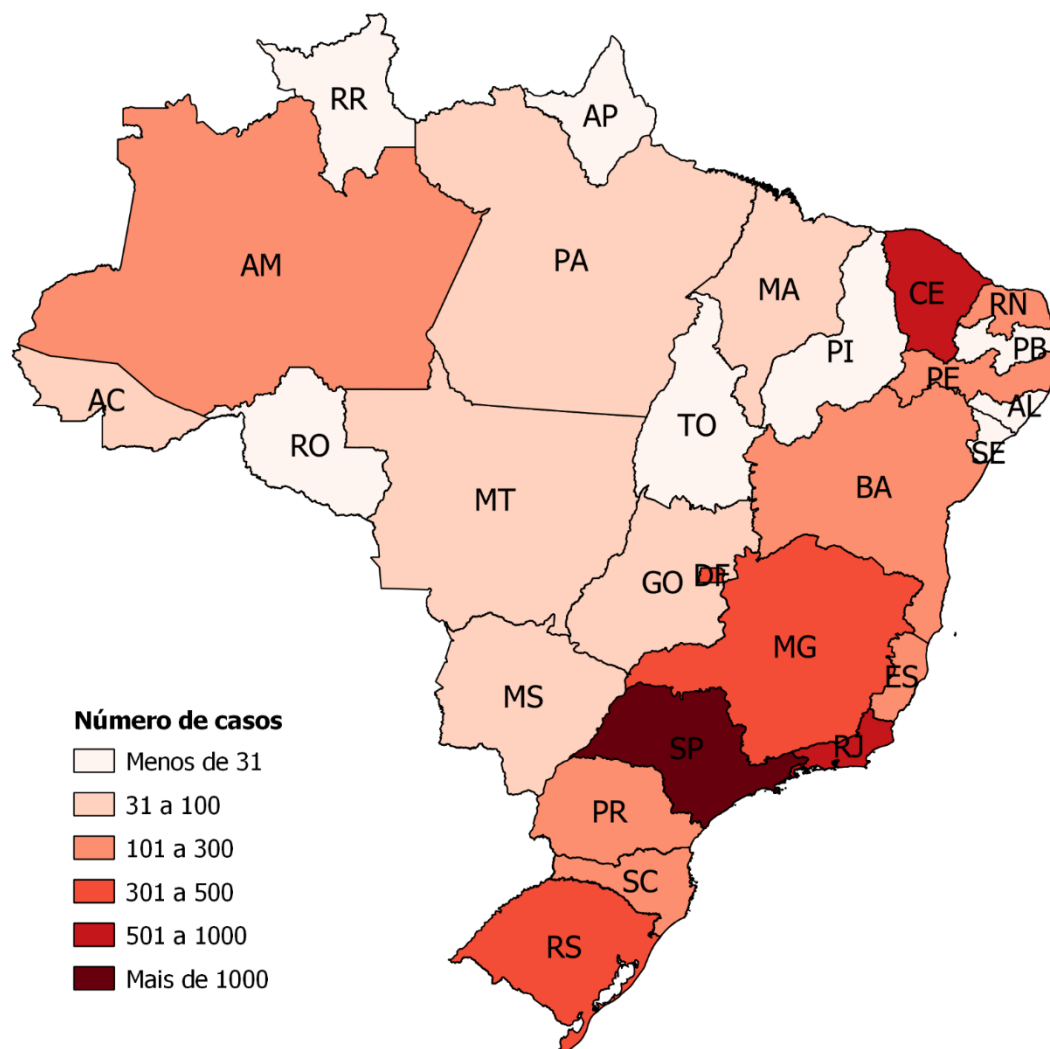 RR
AP
AM
PA
MA
CE
RN
PI
PB
PE
AC
AL
TO
RO
SE
BA
MT
GO
DF
MG
MS
ES
SP
RJ
PR
SC
RS
Número de casos
Menos de 31
31 a 100
101 a 300
301 a 500
501 a 1000
Mais de 1000